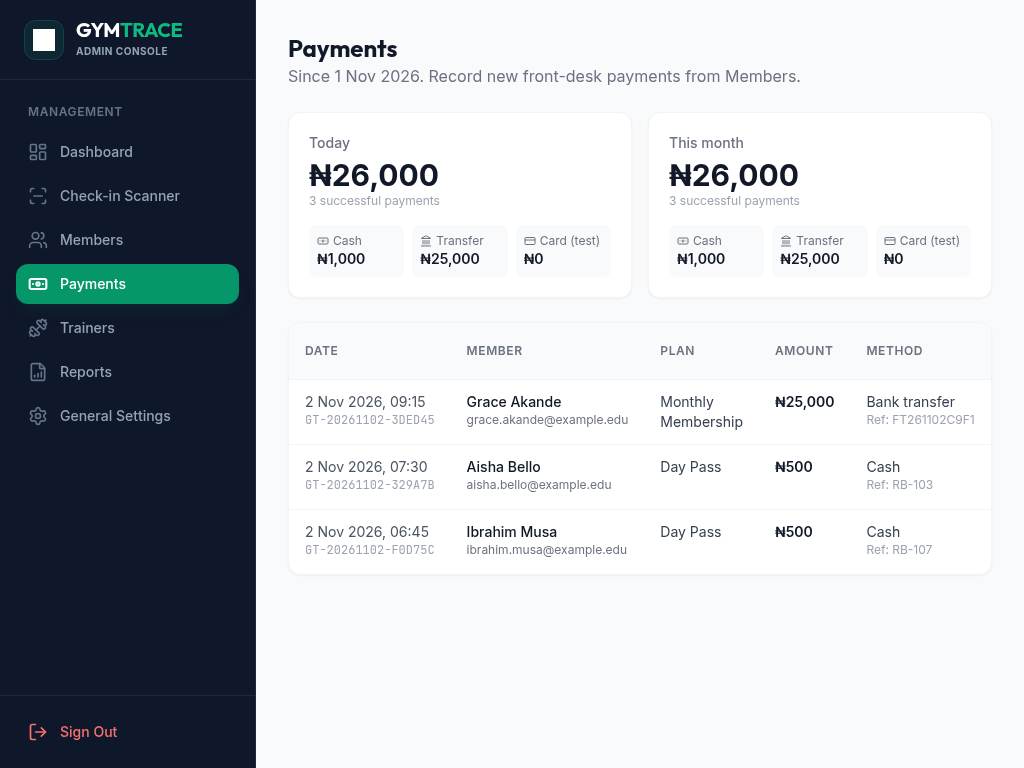 GYMTRACE
ADMIN CONSOLE
MANAGEMENT
Dashboard
Check-in Scanner
Members
Payments
Trainers
Reports
General Settings
Sign Out
Payments
Since 1 Nov 2026. Record new front-desk payments from Members.
Today
₦26,000
3 successful payments
Cash
₦1,000
Transfer
₦25,000
Card (test)
₦0
This month
₦26,000
3 successful payments
Cash
₦1,000
Transfer
₦25,000
Card (test)
₦0
DATE MEMBER PLAN AMOUNT METHOD
2 Nov 2026, 09:15 Grace Akande Monthly ₦25,000 Bank transfer
GT-20261102-3DED45 grace.akande@example.edu Membership Ref: FT261102C9F1
2 Nov 2026, 07:30 Aisha Bello Day Pass ₦500 Cash
GT-20261102-329A7B aisha.bello@example.edu Ref: RB-103
2 Nov 2026, 06:45 Ibrahim Musa Day Pass ₦500 Cash
GT-20261102-F0D75C ibrahim.musa@example.edu Ref: RB-107